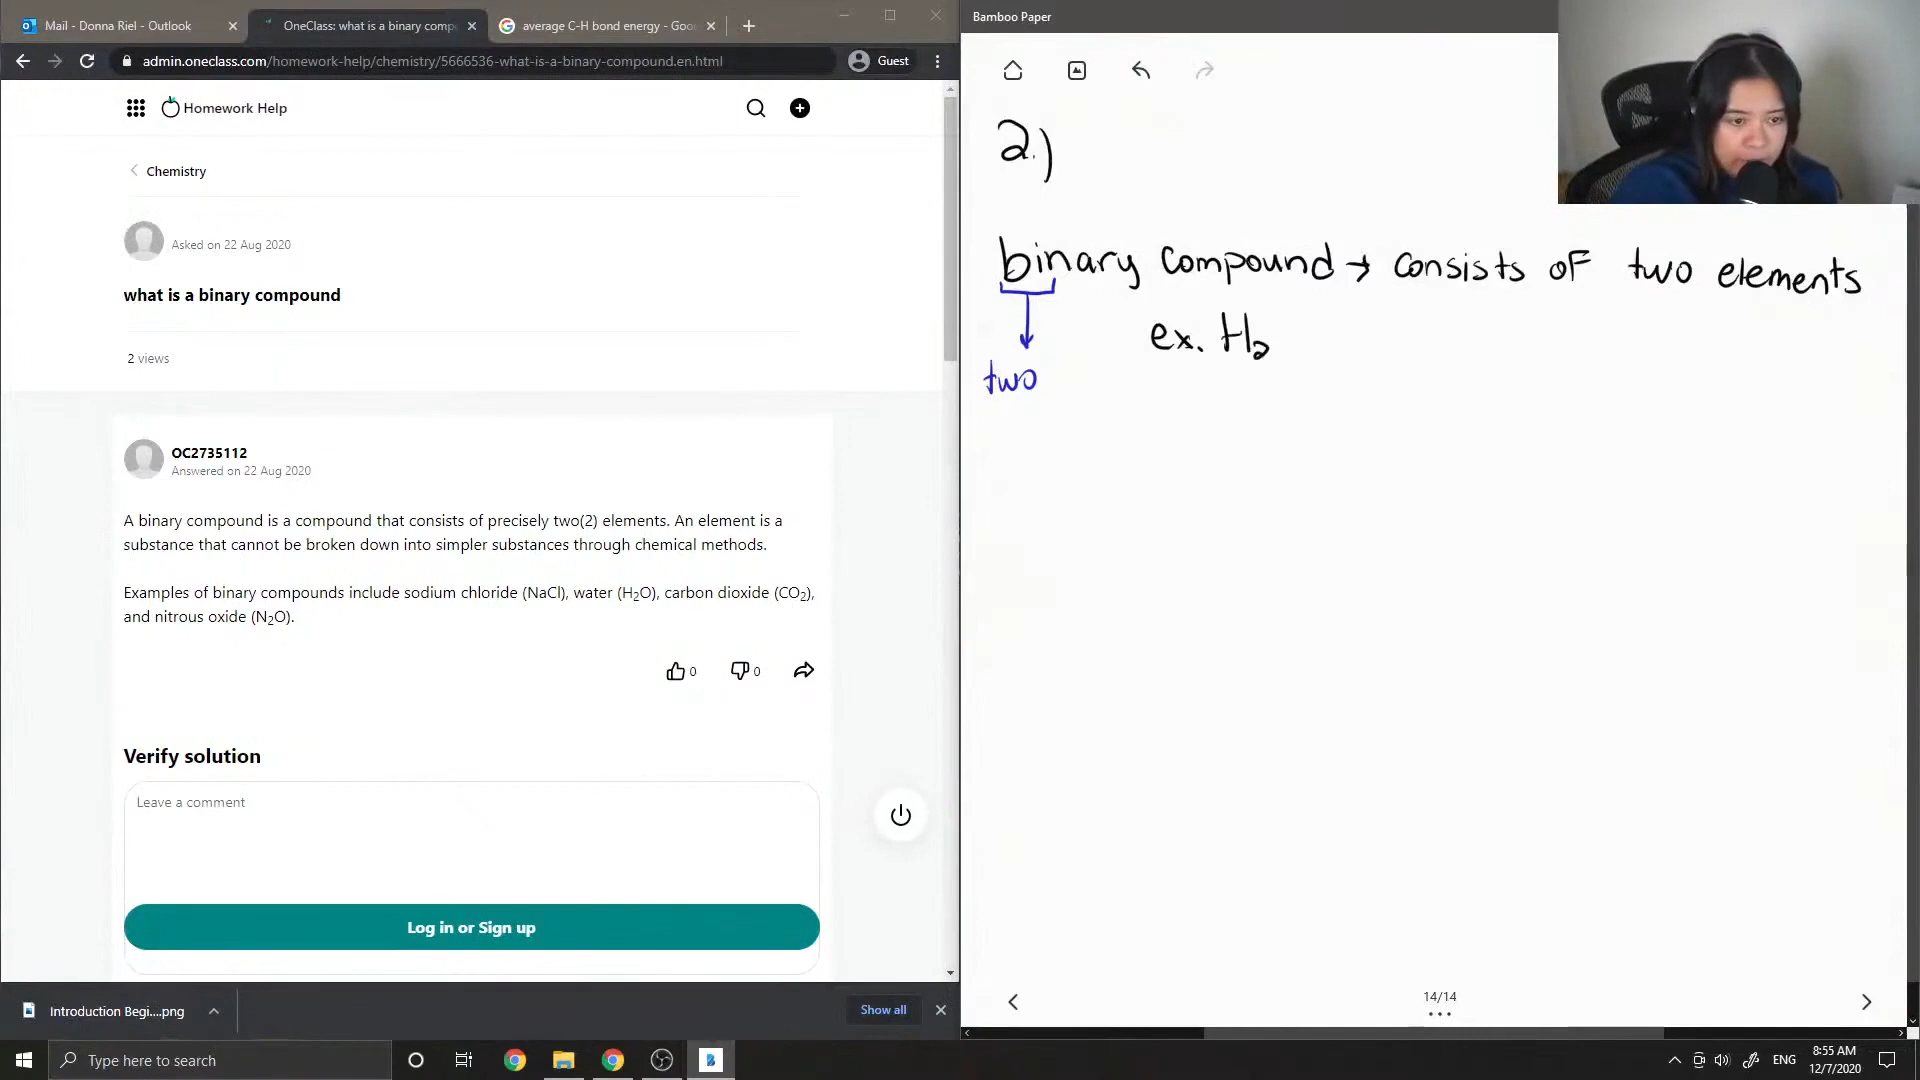 Mail - Donna Riel - Outlook
OneClass: what is a binary comp
average C-H bond energy - Goo
admin.oneclass.com/homework-help/chemistry/5666536-what-is-a-binary-compound.en.html
Guest
Homework Help
Chemistry
Asked on 22 Aug 2020
what is a binary compound
2 views
OC2735112
Answered on 22 Aug 2020
A binary compound is a compound that consists of precisely two(2) elements. An element is a
substance that cannot be broken down into simpler substances through chemical methods.
Examples of binary compounds include sodium chloride (NaCl), water (H₂O), carbon dioxide (CO₂),
and nitrous oxide (N₂O).
0
0
Verify solution
Leave a comment
Log in or Sign up
Introduction Begi....png
Show all
Bamboo Paper
2.)
binary compound → consists of two elements
ex. H₂
two
14/14
Type here to search
ENG
8:55 AM
12/7/2020